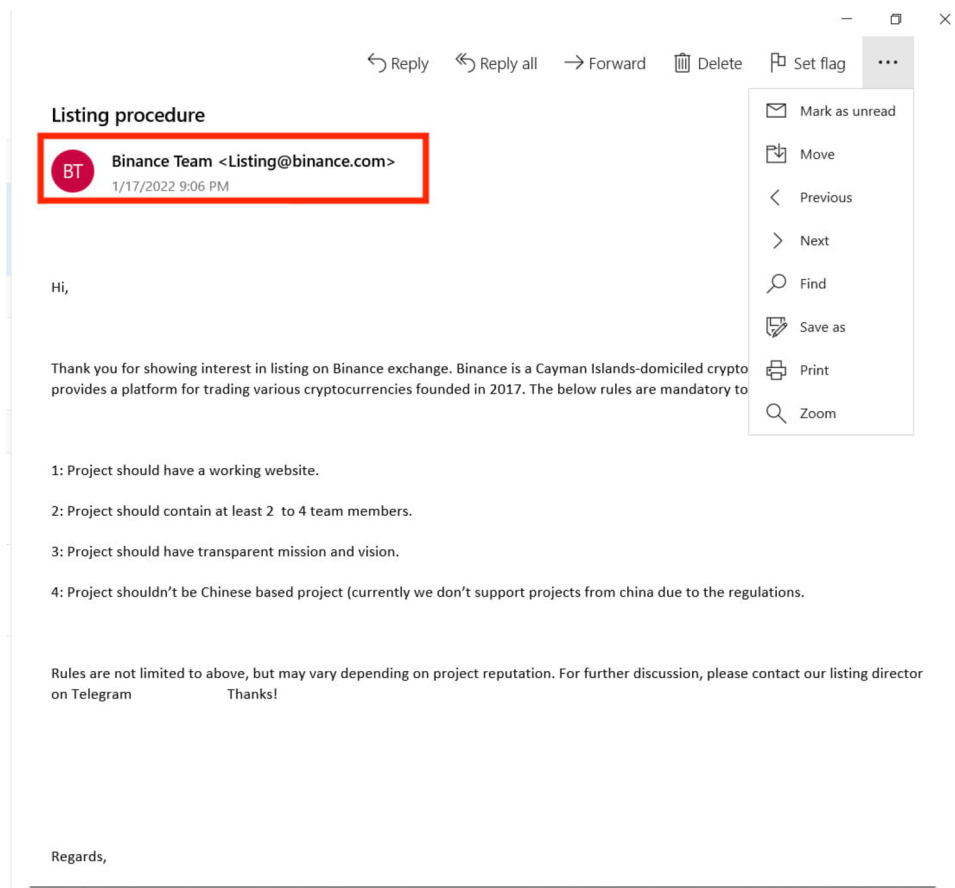 Reply
Reply all
Forward
Delete
Set flag
Listing procedure
BT
Binance Team <Listing@binance.com>
1/17/2022 9:06 PM
Mark as unread
Move
Previous
Next
Find
Save as
Print
Zoom
Hi,
Thank you for showing interest in listing on Binance exchange. Binance is a Cayman Islands-domiciled crypto
provides a platform for trading various cryptocurrencies founded in 2017. The below rules are mandatory to
1: Project should have a working website.
2: Project should contain at least 2  to 4 team members.
3: Project should have transparent mission and vision.
4: Project shouldn’t be Chinese based project (currently we don’t support projects from china due to the regulations.
Rules are not limited to above, but may vary depending on project reputation. For further discussion, please contact our listing director
on Telegram Thanks!
Regards,